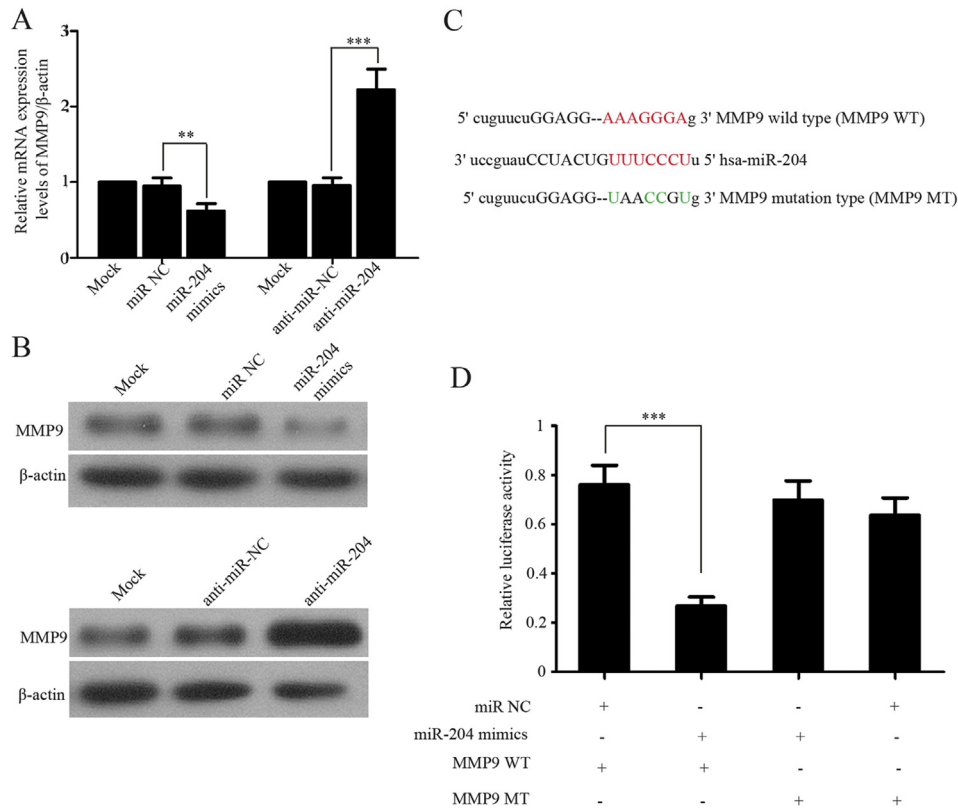 A
Relative mRNA expression
levels of MMP9/β-actin
3
2
1
0
**
***
Mock
miR NC
miR-204
mimics
Mock
anti-miR-NC
anti-miR-204
B
Mock
miR NC
miR-204
mimics
MMP9
β-actin
Mock
anti-miR-NC
anti-miR-204
MMP9
β-actin
C
5' cuguucuGGAGG--AAAGGGAg 3' MMP9 wild type (MMP9 WT)
3' uccguauCCUACUGUUUCCCUu 5' hsa-miR-204
5' cuguucuGGAGG--UAACCGUg 3' MMP9 mutation type (MMP9 MT)
D
Relative luciferase activity
1
0.8
0.6
0.4
0.2
0
***
miR NC + - - +
miR-204 mimics - + + -
MMP9 WT + + - -
MMP9 MT - - + +